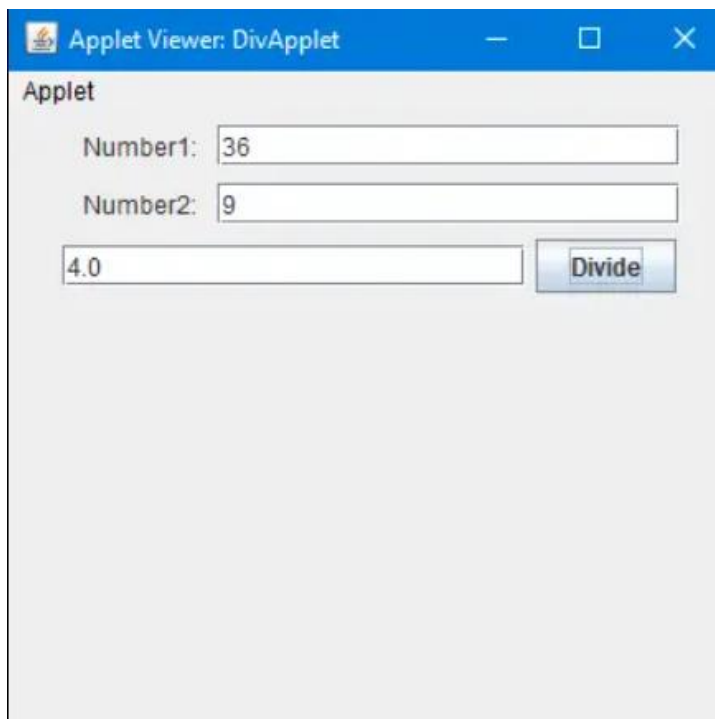 Applet Viewer: DivApplet
Applet
Number1: 36
Number2: 9
4.0 Divide